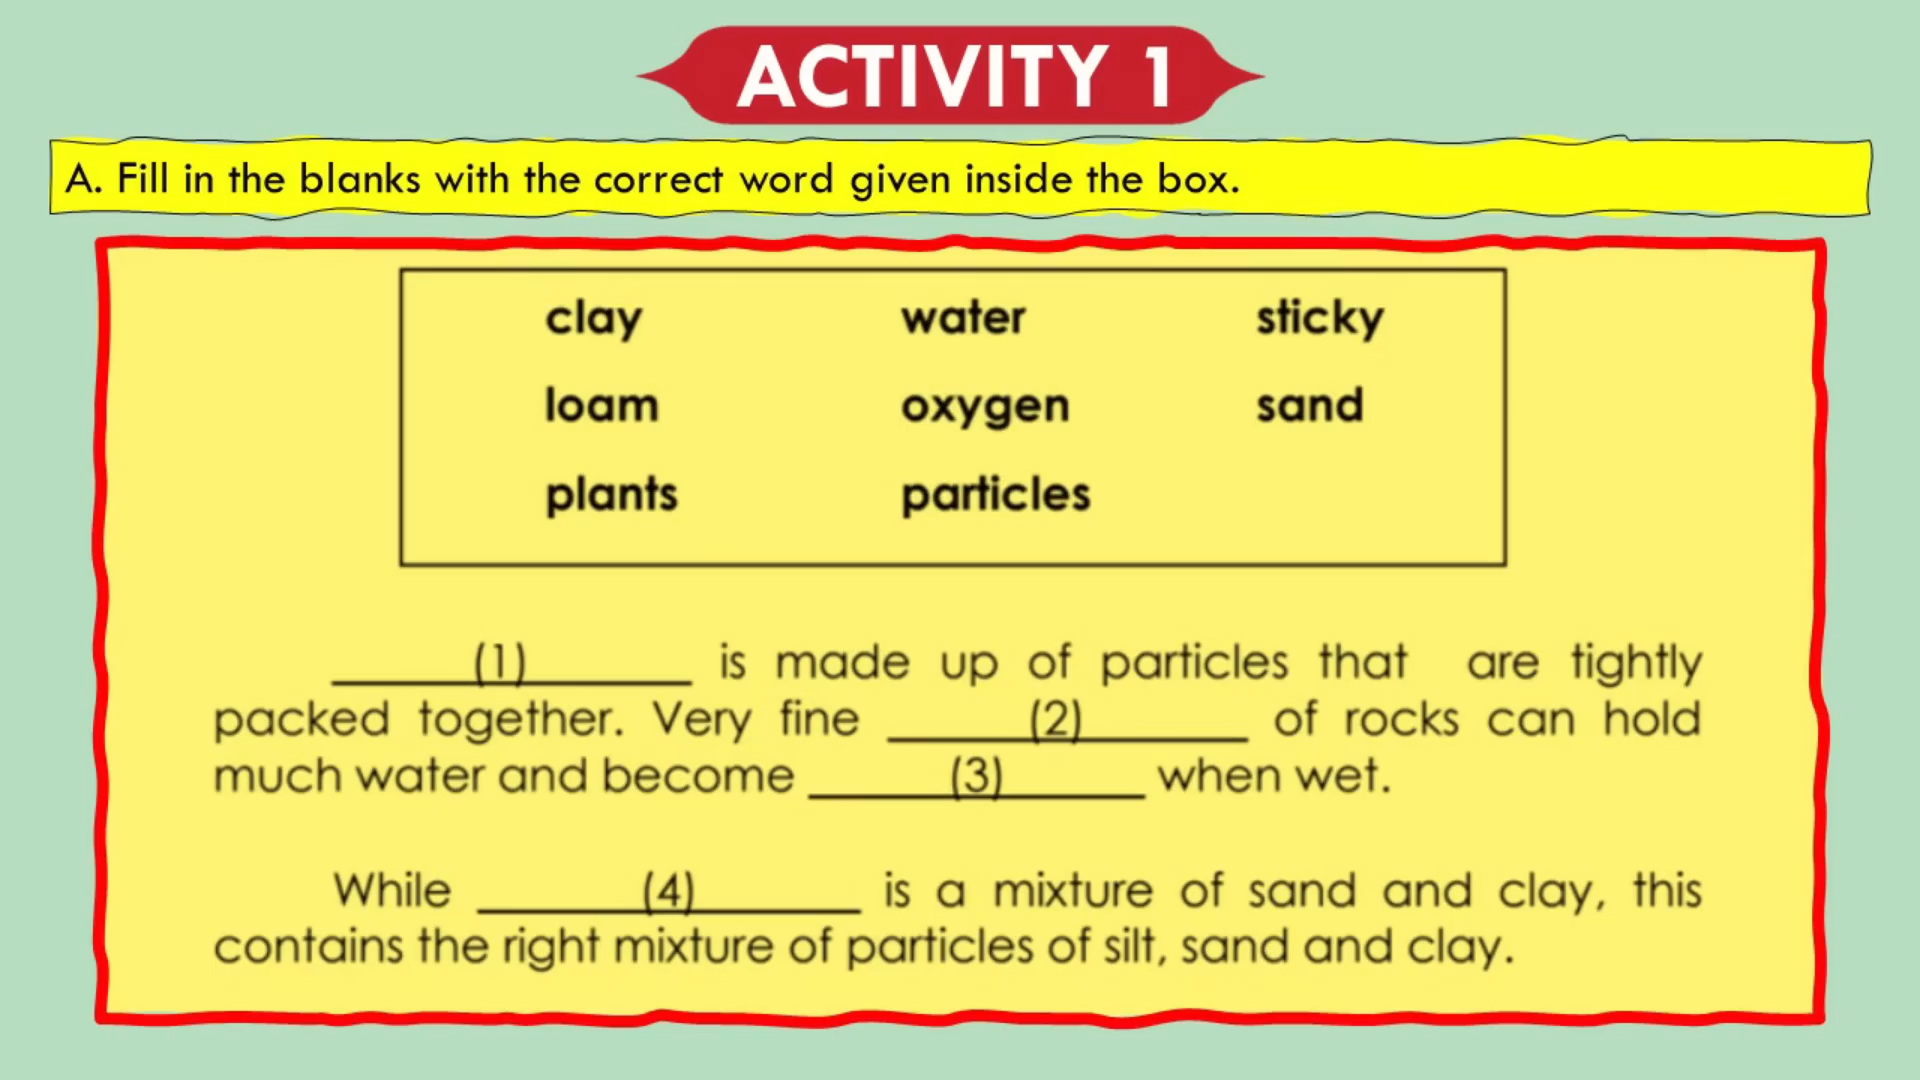 ACTIVITY 1
A. Fill in the blanks with the correct word given inside the box.
clay water sticky
loam oxygen sand
plants particles
(1) is made up of particles that are tightly
packed together. Very fine (2) of rocks can hold
much water and become (3) when wet.
While (4) is a mixture of sand and clay, this
contains the right mixture of particles of silt, sand and clay.